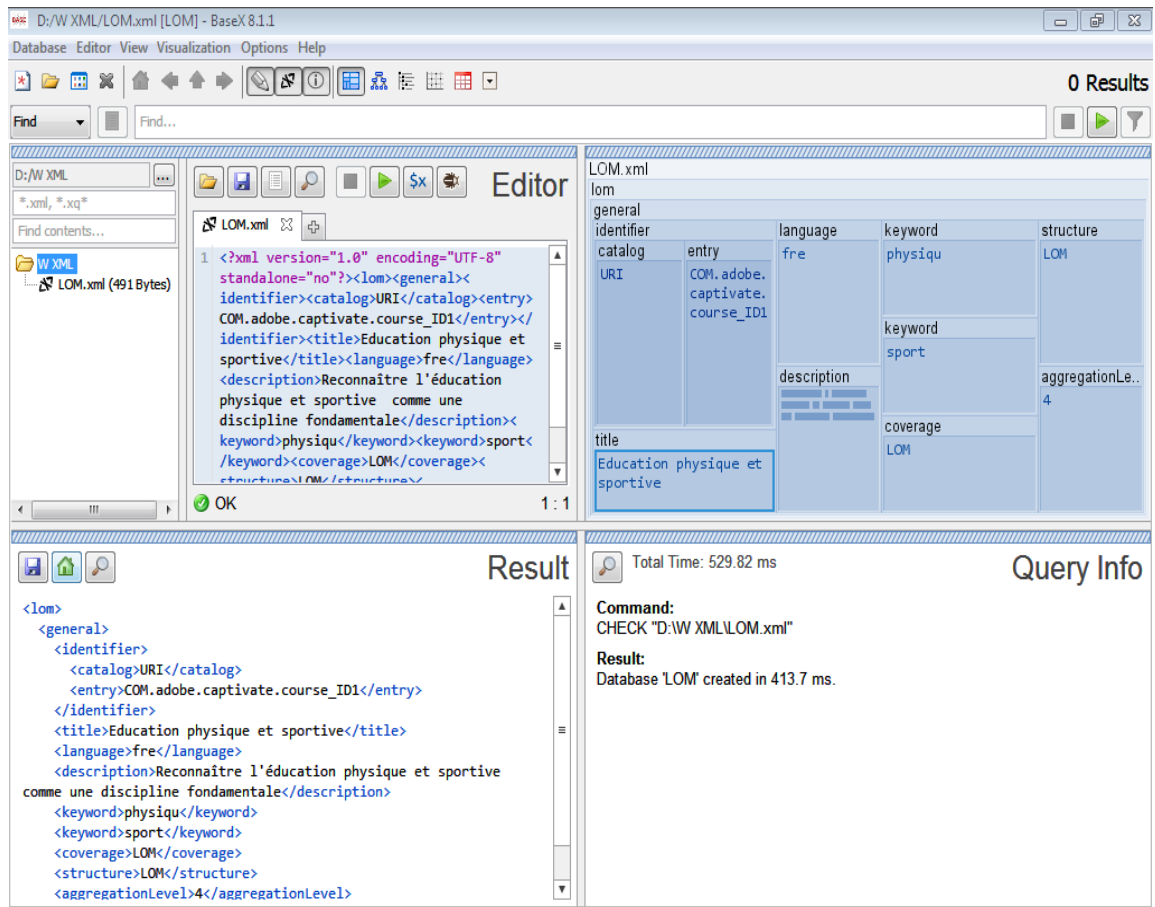 D:/W XML/LOM.xml [LOM] - BaseX 8.1.1
Database Editor View Visualization Options Help
0 Results
Find
Find...
D:/W XML
*.xml, *.xq*
Find contents...
W XML
LOM.xml (491 Bytes)
Editor
LOM.xml
1 <?xml version="1.0" encoding="UTF-8"
standalone="no"?><lom><general><
identifier><catalog>URI</catalog><entry>
COM.adobe.captivate.course_ID1</entry></
identifier><title>Education physique et
sportive</title><language>fre</language>
<description>Reconnaître l'éducation
physique et sportive  comme une
discipline fondamentale</description><
keyword>physiqu</keyword><keyword>sport<
/keyword><coverage>LOM</coverage><
structure>LOM</structure><
OK
1 : 1
LOM.xml
lom
general
identifier
catalog
URI
entry
COM.adobe.
captivate.
course_ID1
title
Education physique et
sportive
language
fre
description
keyword
physiqu
keyword
sport
coverage
LOM
structure
LOM
aggregationLe..
4
Result
<lom>
<general>
<identifier>
<catalog>URI</catalog>
<entry>COM.adobe.captivate.course_ID1</entry>
</identifier>
<title>Education physique et sportive</title>
<language>fre</language>
<description>Reconnaître l'éducation physique et sportive
comme une discipline fondamentale</description>
<keyword>physiqu</keyword>
<keyword>sport</keyword>
<coverage>LOM</coverage>
<structure>LOM</structure>
<aggregationLevel>4</aggregationLevel>
Total Time: 529.82 ms
Query Info
Command:
CHECK "D:\W XML\LOM.xml"
Result:
Database 'LOM' created in 413.7 ms.